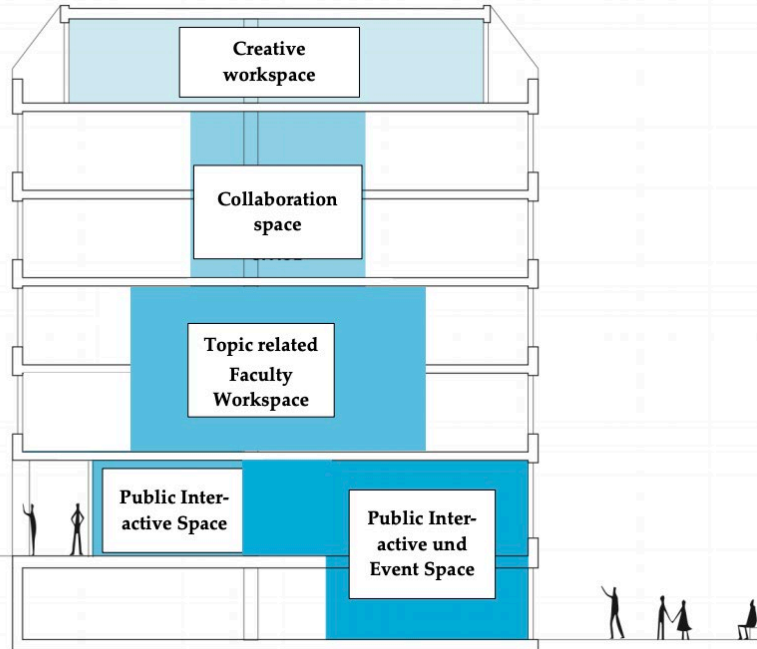 Creative
workspace
Collaboration
space
Topic related
Faculty
Workspace
Public Inter-
active Space
Public Inter-
active und
Event Space